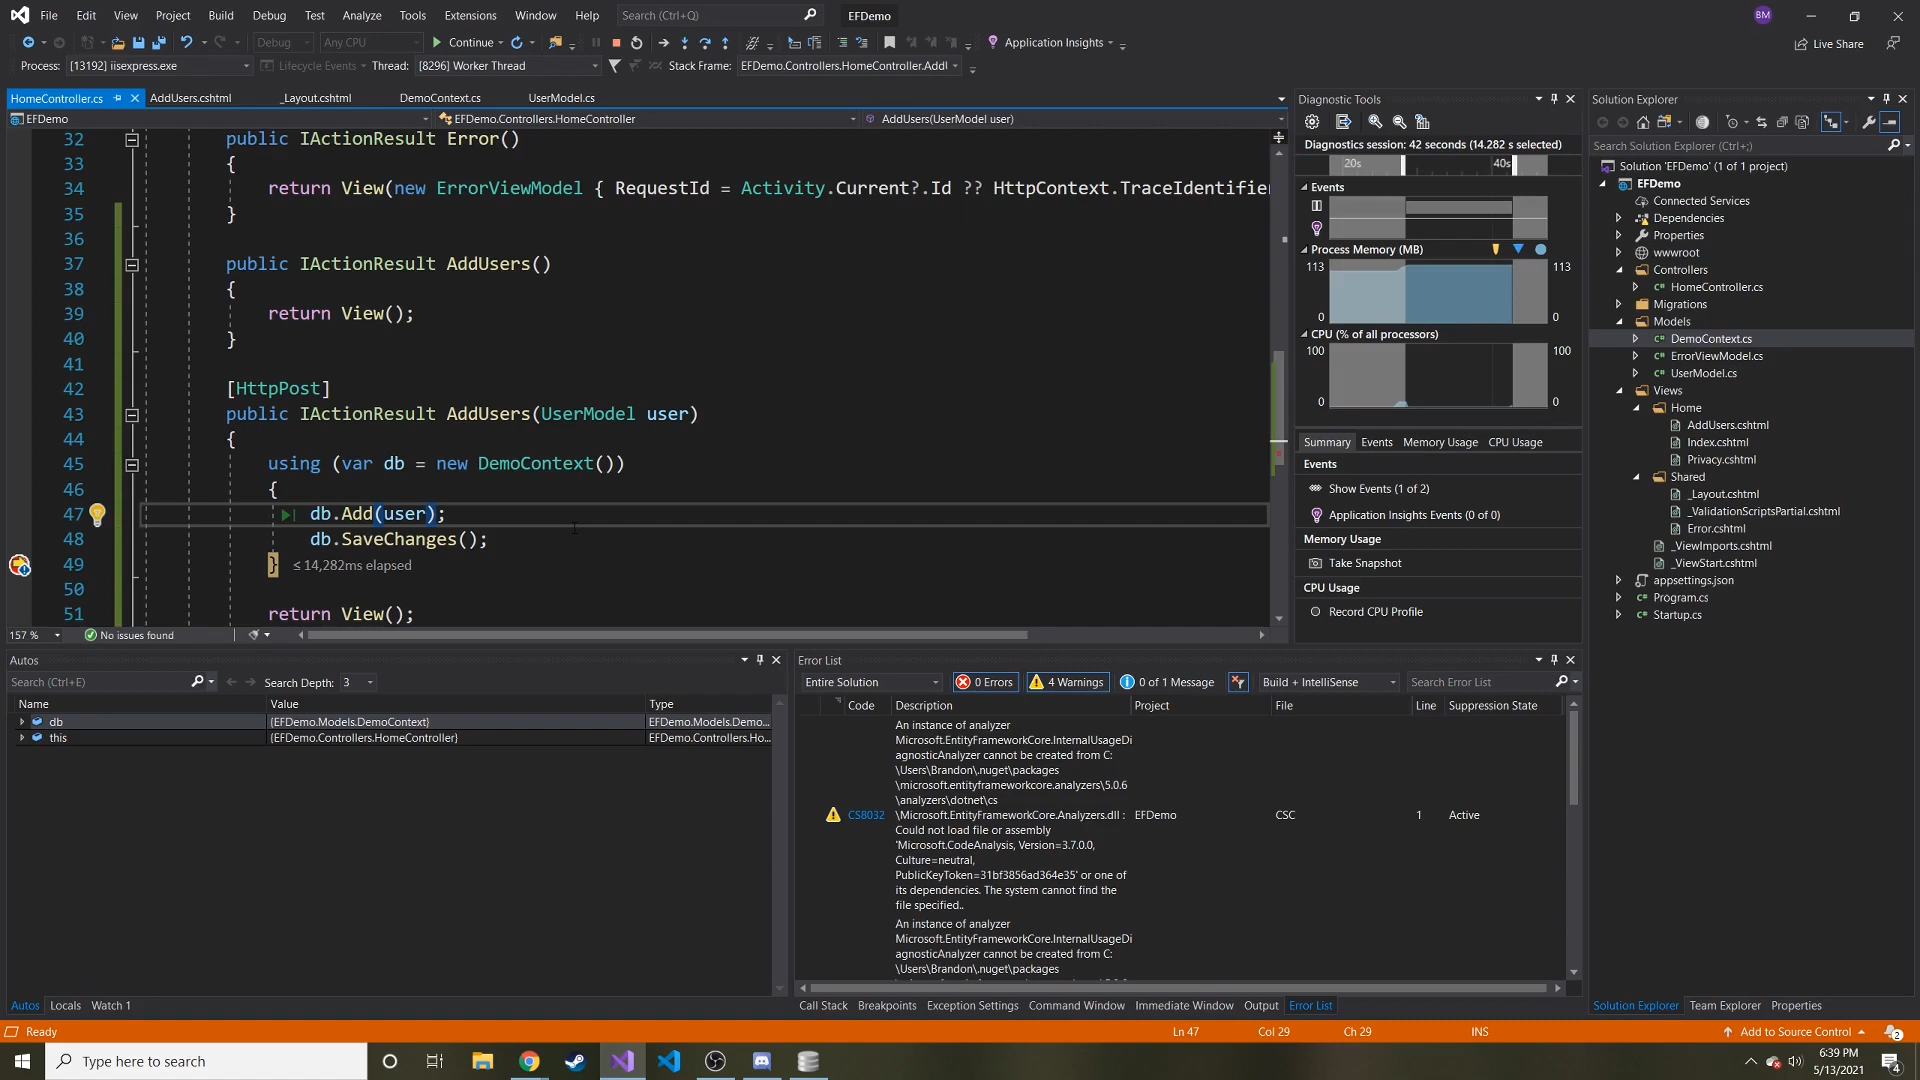 File Edit View Project Build Debug Test Analyze Tools Extensions Window Help Search (Ctrl+Q) EFDemo BM
Debug Any CPU Continue Application Insights Live Share
Process: [13192] iisexpress.exe Lifecycle Events Thread: [8296] Worker Thread Stack Frame: EFDemo.Controllers.HomeController.AddU
HomeController.cs AddUsers.cshtml _Layout.cshtml DemoContext.cs UserModel.cs
EFDemo EFDemo.Controllers.HomeController AddUsers(UserModel user)
32 public IActionResult Error()
33 {
34 return View(new ErrorViewModel { RequestId = Activity.Current?.Id ?? HttpContext.TraceIdentifier
35 }
36
37 public IActionResult AddUsers()
38 {
39 return View();
40 }
41
42 [HttpPost]
43 public IActionResult AddUsers(UserModel user)
44 {
45 using (var db = new DemoContext())
46 {
47 db.Add(user);
48 db.SaveChanges();
49 } ≤ 14,282ms elapsed
50
51 return View();
157 % No issues found
Diagnostic Tools
Diagnostics session: 42 seconds (14.282 s selected)
20s 40s
Events
Process Memory (MB)
113 113
0 0
CPU (% of all processors)
100 100
0 0
Summary Events Memory Usage CPU Usage
Events
Show Events (1 of 2)
Application Insights Events (0 of 0)
Memory Usage
Take Snapshot
CPU Usage
Record CPU Profile
Solution Explorer
Search Solution Explorer (Ctrl+;)
Solution 'EFDemo' (1 of 1 project)
EFDemo
Connected Services
Dependencies
Properties
wwwroot
Controllers
C# HomeController.cs
Migrations
Models
C# DemoContext.cs
C# ErrorViewModel.cs
C# UserModel.cs
Views
Home
AddUsers.cshtml
Index.cshtml
Privacy.cshtml
Shared
_Layout.cshtml
_ValidationScriptsPartial.cshtml
Error.cshtml
_ViewImports.cshtml
_ViewStart.cshtml
appsettings.json
C# Program.cs
C# Startup.cs
Autos
Search (Ctrl+E) Search Depth: 3
Name Value Type
db {EFDemo.Models.DemoContext} EFDemo.Models.Demo...
this {EFDemo.Controllers.HomeController} EFDemo.Controllers.Ho...
Autos Locals Watch 1
Error List
Entire Solution 0 Errors 4 Warnings 0 of 1 Message Build + IntelliSense Search Error List
Code Description Project File Line Suppression State
An instance of analyzer
Microsoft.EntityFrameworkCore.InternalUsageDi
agnosticAnalyzer cannot be created from C:
\Users\Brandon\.nuget\packages
\microsoft.entityframeworkcore.analyzers\5.0.6
\analyzers\dotnet\cs
CS8032 \Microsoft.EntityFrameworkCore.Analyzers.dll : EFDemo CSC 1 Active
Could not load file or assembly
'Microsoft.CodeAnalysis, Version=3.7.0.0,
Culture=neutral,
PublicKeyToken=31bf3856ad364e35' or one of
its dependencies. The system cannot find the
file specified..
An instance of analyzer
Microsoft.EntityFrameworkCore.InternalUsageDi
agnosticAnalyzer cannot be created from C:
\Users\Brandon\.nuget\packages
Call Stack Breakpoints Exception Settings Command Window Immediate Window Output Error List
Solution Explorer Team Explorer Properties
Ready Ln 47 Col 29 Ch 29 INS Add to Source Control 2
Type here to search 6:39 PM
5/13/2021 4